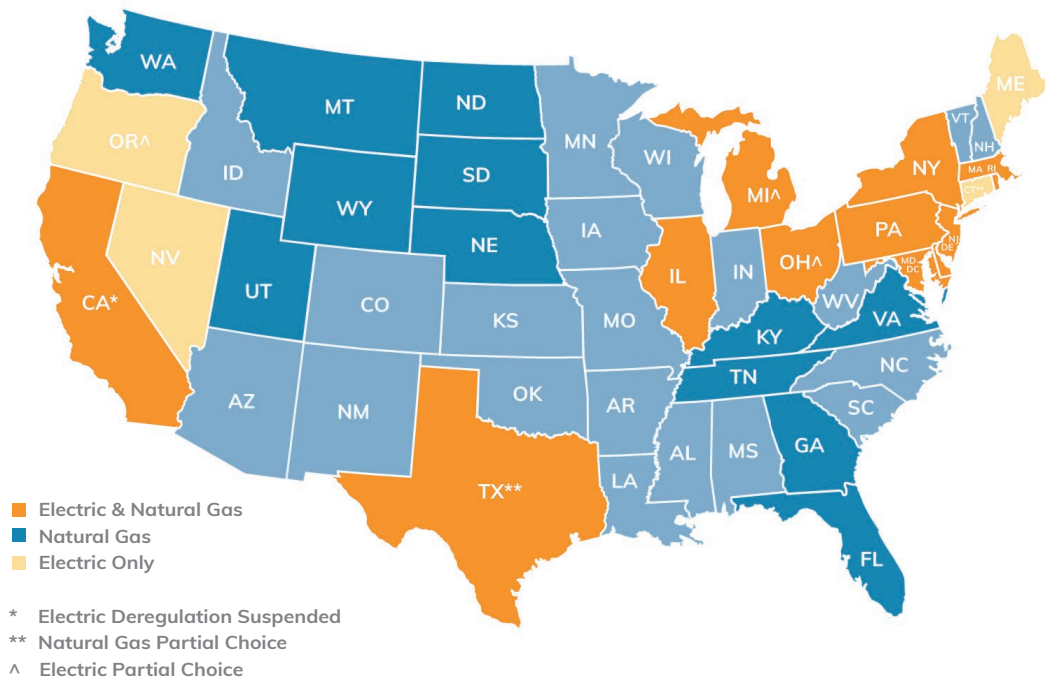 WA
MT
ND
MN
ME
VT
NH
OR^
ID
WI
SD
MI^
NY
MA RI
CT**
WY
IA
NE
PA
NJ
DE
MD
DC
NV
UT
CO
IL
IN
OH^
WV
CA*
KS
MO
KY
VA
TN
NC
AZ
NM
OK
AR
SC
AL
MS
GA
LA
TX**
FL
Electric & Natural Gas
Natural Gas
Electric Only
* Electric Deregulation Suspended
** Natural Gas Partial Choice
^ Electric Partial Choice